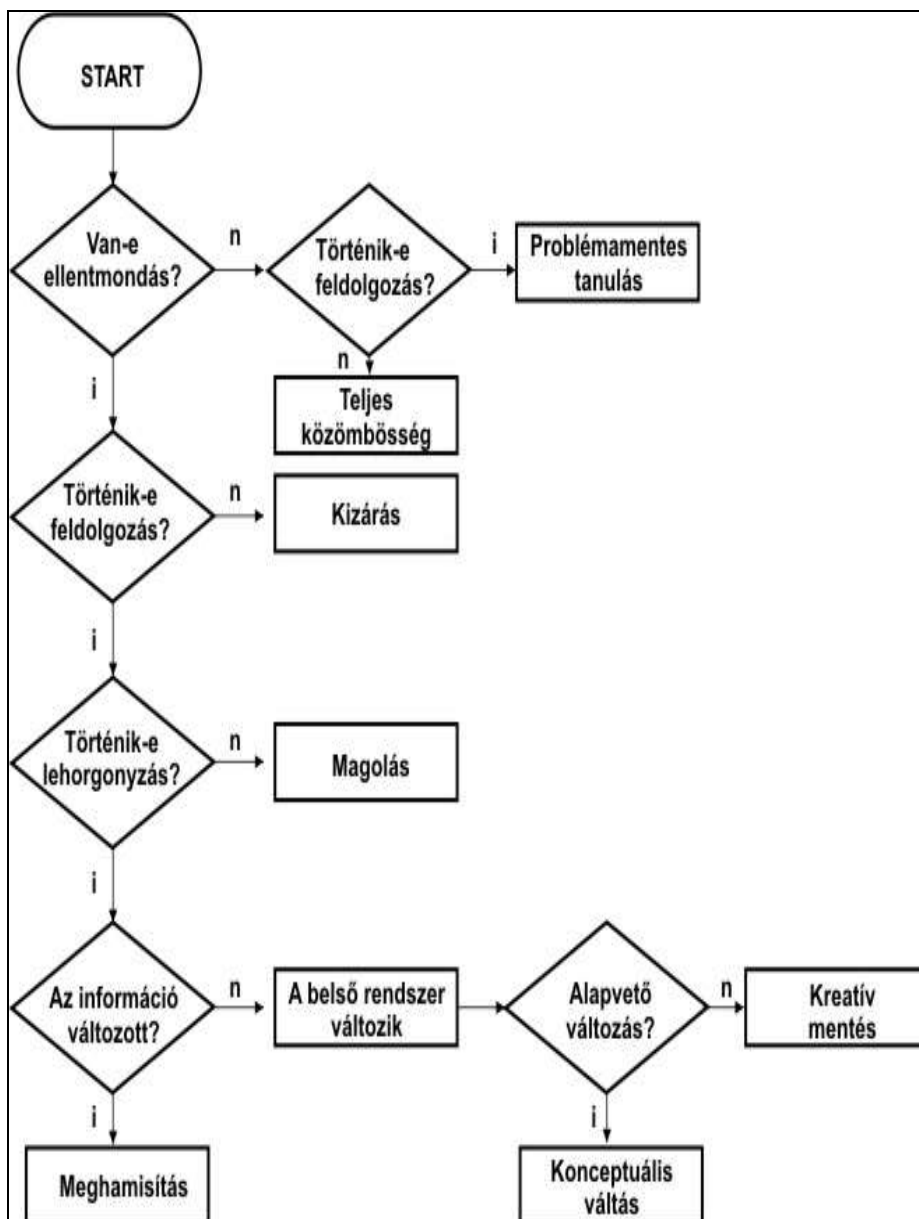 START
Van-e
ellentmondás?
n
Történik-e
feldolgozás?
i
Problémamentes
tanulás
i
n
Teljes
közömbösség
Történik-e
feldolgozás?
n
Kizárás
i
Történik-e
lehorgonyzás?
n
Magolás
i
Az információ
változott?
n
A belső rendszer
változik
Alapvető
változás?
n
Kreatív
mentés
i
Meghamisítás
i
Konceptuális
váltás